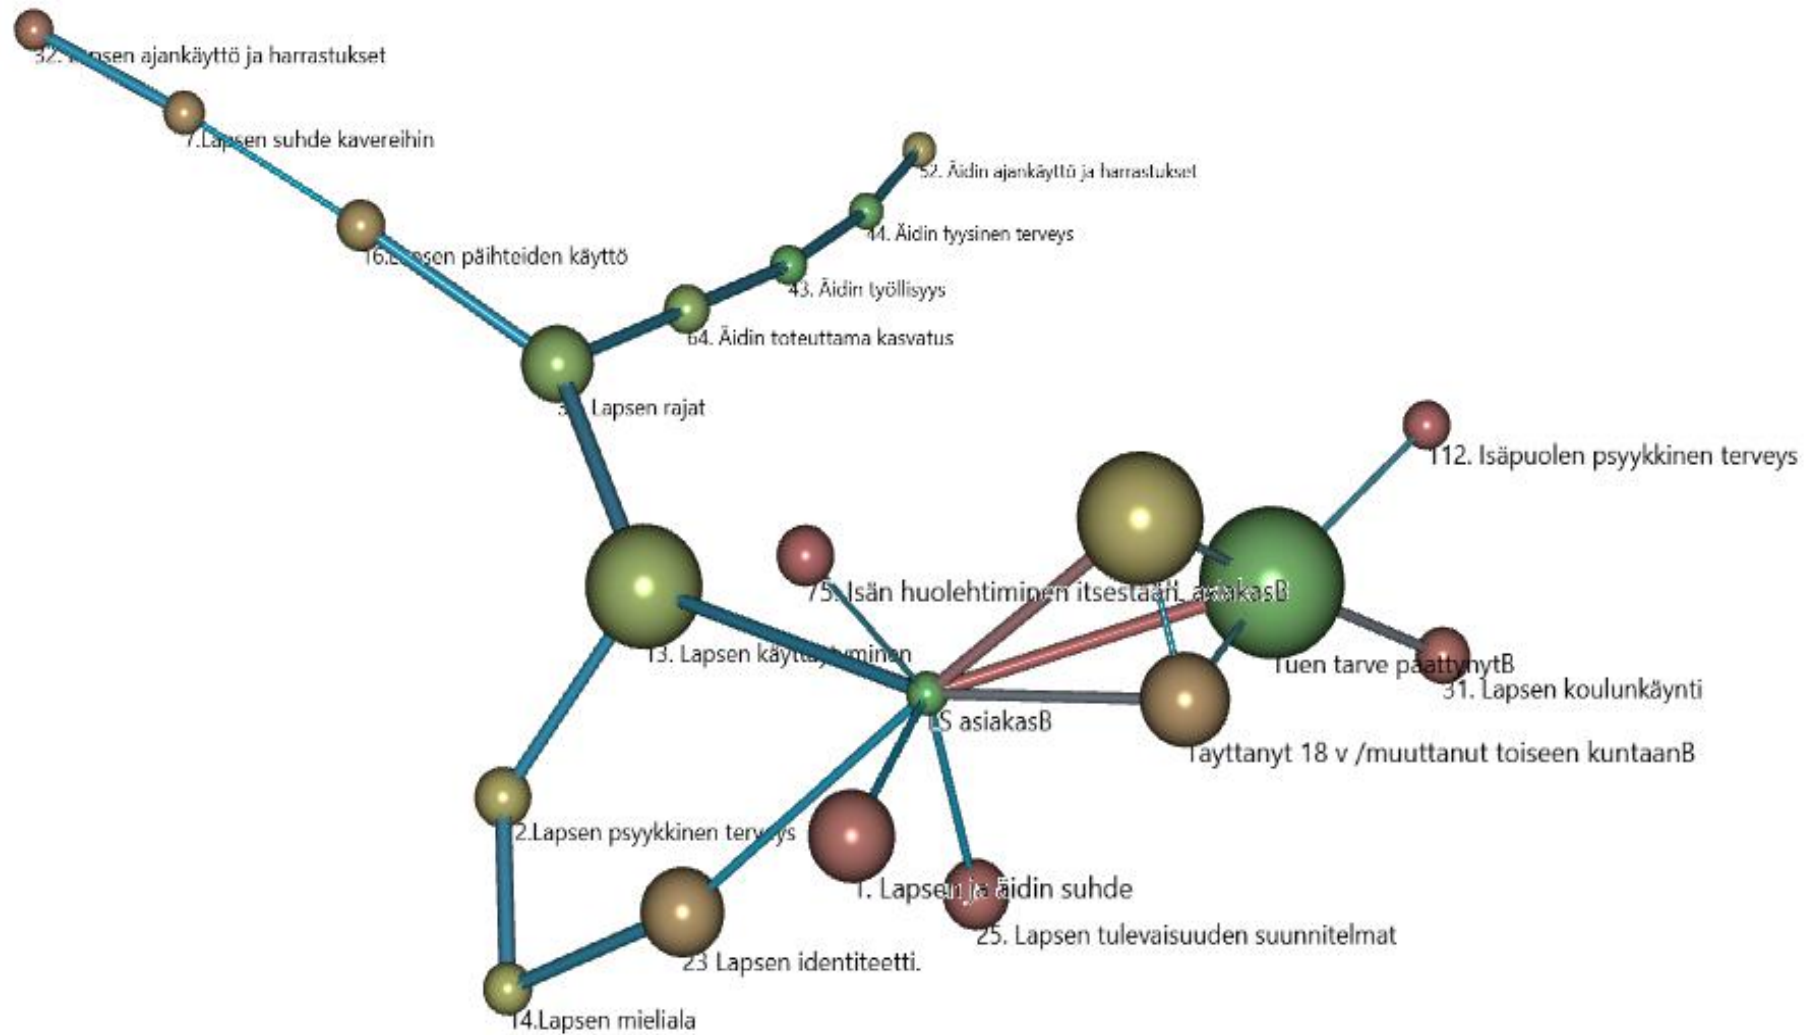 32. Lapsen ajankäyttö ja harrastukset
7.Lapsen suhde kavereihin
52. Äidin ajankäyttö ja harrastukset
44. Äidin fyysinen terveys
16.Lapsen päihteiden käyttö
43. Äidin työllisyys
64. Äidin toteuttama kasvatus
Lapsen rajat
112. Isäpuolen psyykkinen terveys
75. Isän huolehtiminen itsestään
asiakasB
13. Lapsen käyttäytyminen
Tuen tarve päättynytB
31. Lapsen koulunkäynti
LS asiakasB
Täyttänyt 18 v /muuttanut toiseen kuntaanB
2.Lapsen psyykkinen terveys
1. Lapsen ja äidin suhde
25. Lapsen tulevaisuuden suunnitelmat
23 Lapsen identiteetti.
14.Lapsen mieliala